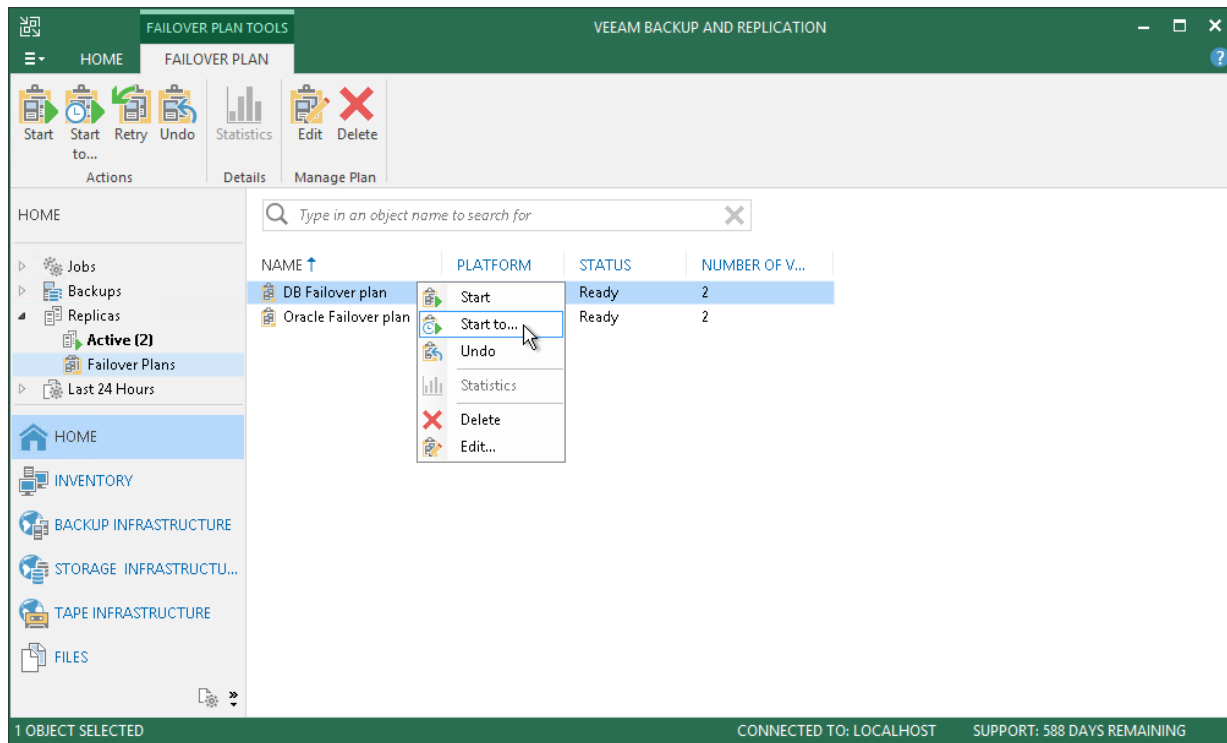 FAILOVER PLAN TOOLS
VEEAM BACKUP AND REPLICATION
HOME
FAILOVER PLAN
Start
Start to...
Retry
Undo
Statistics
Edit
Delete
Actions
Details
Manage Plan
HOME
Type in an object name to search for
Jobs
Backups
Replicas
Active (2)
Failover Plans
Last 24 Hours
NAME PLATFORM STATUS NUMBER OF V...
DB Failover plan Ready 2
Oracle Failover plan Ready 2
Start
Start to...
Undo
Statistics
Delete
Edit...
HOME
INVENTORY
BACKUP INFRASTRUCTURE
STORAGE INFRASTRUCTU...
TAPE INFRASTRUCTURE
FILES
1 OBJECT SELECTED
CONNECTED TO: LOCALHOST
SUPPORT: 588 DAYS REMAINING